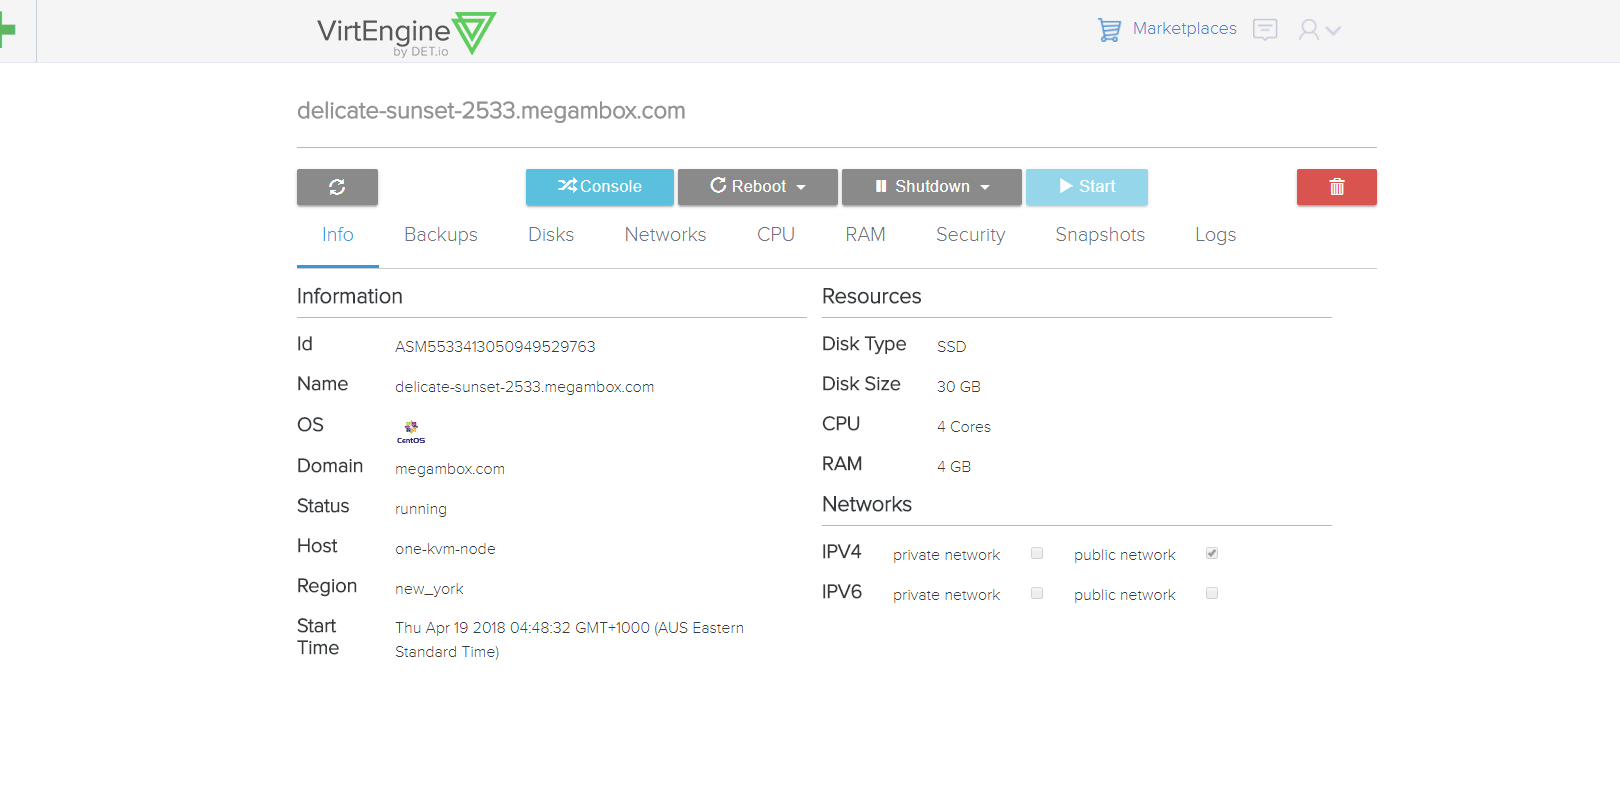 VirtEngine
by DET.io
Marketplaces
delicate-sunset-2533.megambox.com
Console Reboot Shutdown Start
Info Backups Disks Networks CPU RAM Security Snapshots Logs
Information
Id ASM5533413050949529763
Name delicate-sunset-2533.megambox.com
OS CentOS
Domain megambox.com
Status running
Host one-kvm-node
Region new_york
Start Time Thu Apr 19 2018 04:48:32 GMT+1000 (AUS Eastern
Standard Time)
Resources
Disk Type SSD
Disk Size 30 GB
CPU 4 Cores
RAM 4 GB
Networks
IPV4 private network public network
IPV6 private network public network